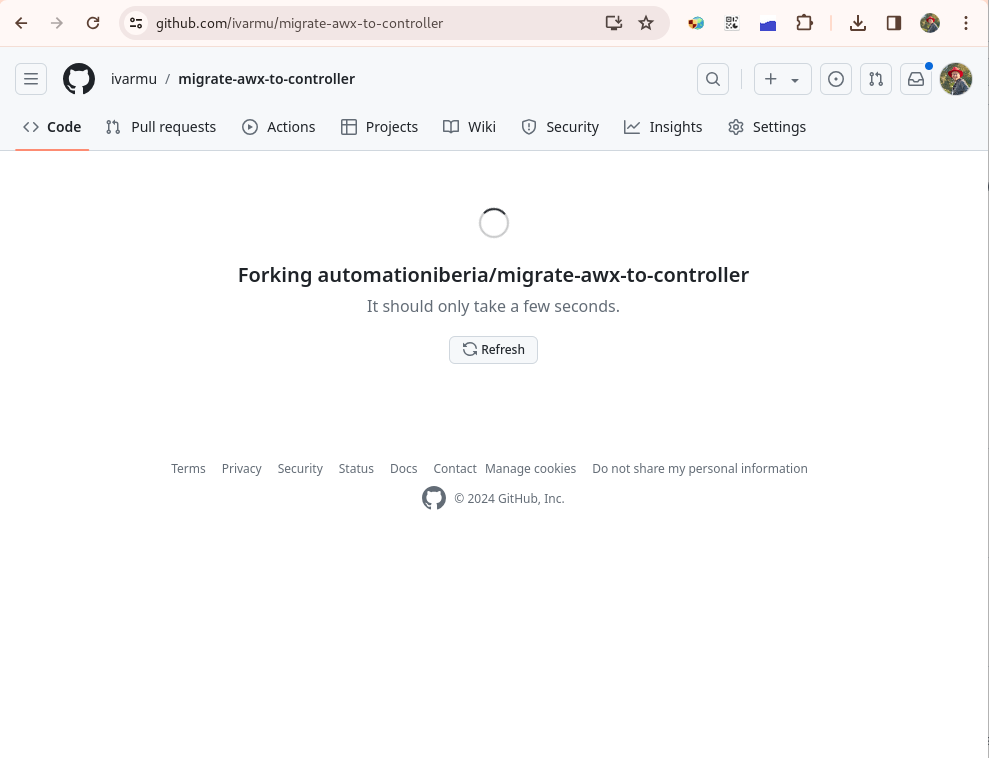 github.com/ivarmu/migrate-awx-to-controller
ivarmu / migrate-awx-to-controller
Code Pull requests Actions Projects Wiki Security Insights Settings
Forking automationiberia/migrate-awx-to-controller
It should only take a few seconds.
Refresh
Terms Privacy Security Status Docs Contact Manage cookies Do not share my personal information
© 2024 GitHub, Inc.